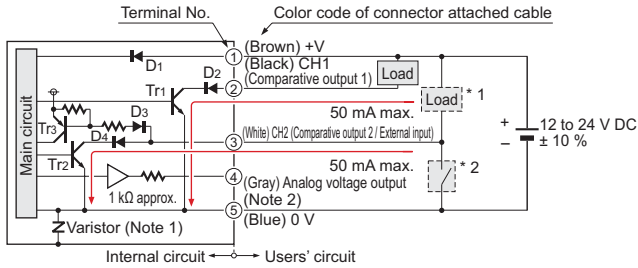 Terminal No.
Color code of connector attached cable
1
(Brown) +V
(Black) CH1
(Comparative output 1)
D1
D2
2
Load
Tr1
Load
* 1
50 mA max.
Main circuit
D3
Tr3
D4
3
(White) CH2 (Comparative output 2 / External input)
+
−
12 to 24 V DC
± 10 %
Tr2
50 mA max.
* 2
4
(Gray) Analog voltage output
1 kΩ approx.
(Note 2)
5
(Blue) 0 V
Z
Varistor (Note 1)
Internal circuit
Users' circuit